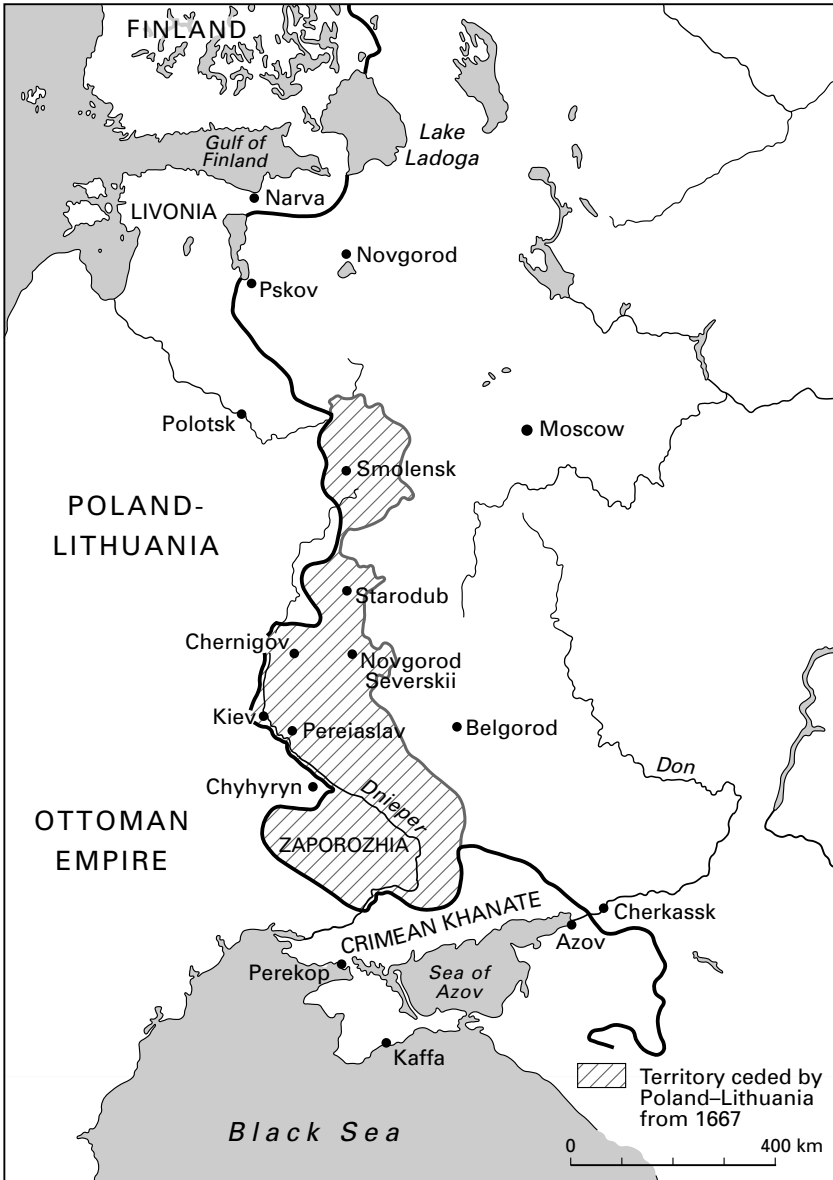 FINLAND
Lake
Ladoga
Gulf of
Finland
Narva
LIVONIA
Novgorod
Pskov
Polotsk
Moscow
Smolensk
POLAND-
LITHUANIA
Starodub
Chernigov
Novgorod
Severskii
Kiev
Pereiaslav
Belgorod
Don
Chyhyryn
Dnieper
OTTOMAN
EMPIRE
ZAPOROZHIA
CRIMEAN KHANATE
Cherkassk
Azov
Perekop
Sea of
Azov
Kaffa
Territory ceded by
Poland–Lithuania
from 1667
Black Sea
0 400 km